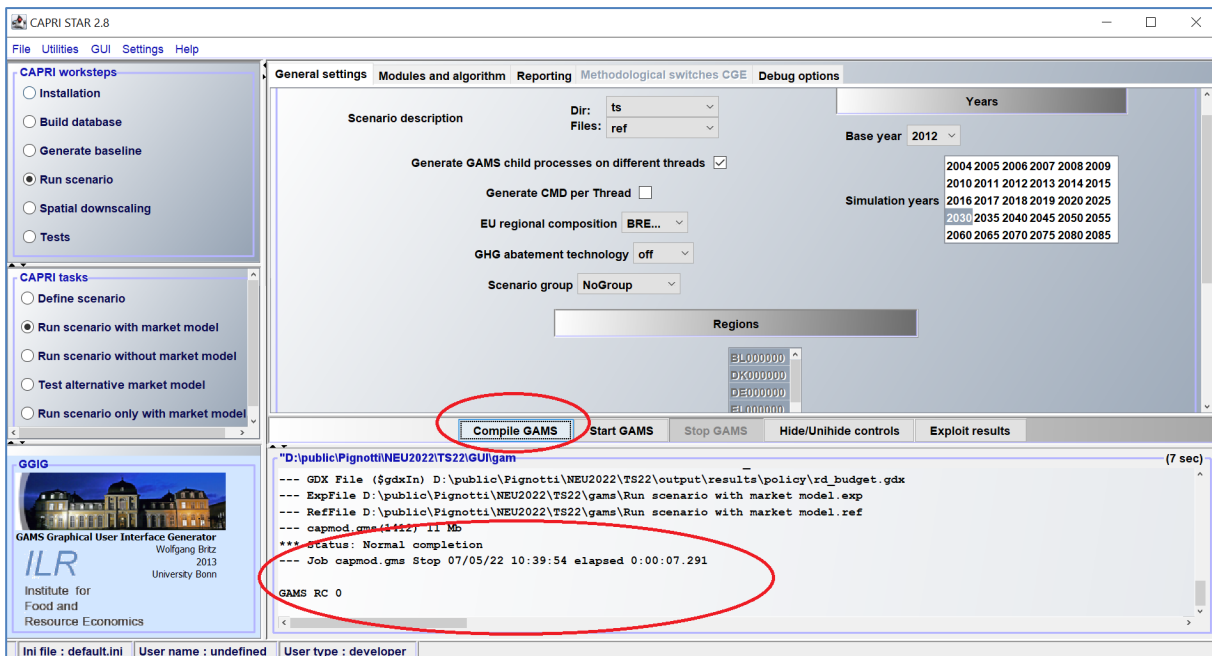 CAPRI STAR 2.8
File Utilities GUI Settings Help
CAPRI worksteps
Installation
Build database
Generate baseline
Run scenario
Spatial downscaling
Tests
CAPRI tasks
Define scenario
Run scenario with market model
Run scenario without market model
Test alternative market model
Run scenario only with market model
GGIG
GAMS Graphical User Interface Generator
Wolfgang Britz
2013
University Bonn
ILR
Institute for
Food and
Resource Economics
General settings Modules and algorithm Reporting Methodological switches CGE Debug options
Scenario description
Dir: ts
Files: ref
Generate GAMS child processes on different threads
Generate CMD per Thread
EU regional composition BRE...
GHG abatement technology off
Scenario group NoGroup
Years
Base year 2012
Simulation years
2004 2005 2006 2007 2008 2009
2010 2011 2012 2013 2014 2015
2016 2017 2018 2019 2020 2025
2030 2035 2040 2045 2050 2055
2060 2065 2070 2075 2080 2085
Regions
BL000000
DK000000
DE000000
EL000000
Compile GAMS Start GAMS Stop GAMS Hide/Unihide controls Exploit results
"D:\public\Pignotti\NEU2022\TS22\GUI\gam (7 sec)
--- GDX File ($gdxIn) D:\public\Pignotti\NEU2022\TS22\output\results\policy\rd_budget.gdx
--- ExpFile D:\public\Pignotti\NEU2022\TS22\gams\Run scenario with market model.exp
--- RefFile D:\public\Pignotti\NEU2022\TS22\gams\Run scenario with market model.ref
--- capmod.gms(1412) 11 Mb
*** Status: Normal completion
--- Job capmod.gms Stop 07/05/22 10:39:54 elapsed 0:00:07.291
GAMS RC 0
Ini file : default.ini User name : undefined User type : developer